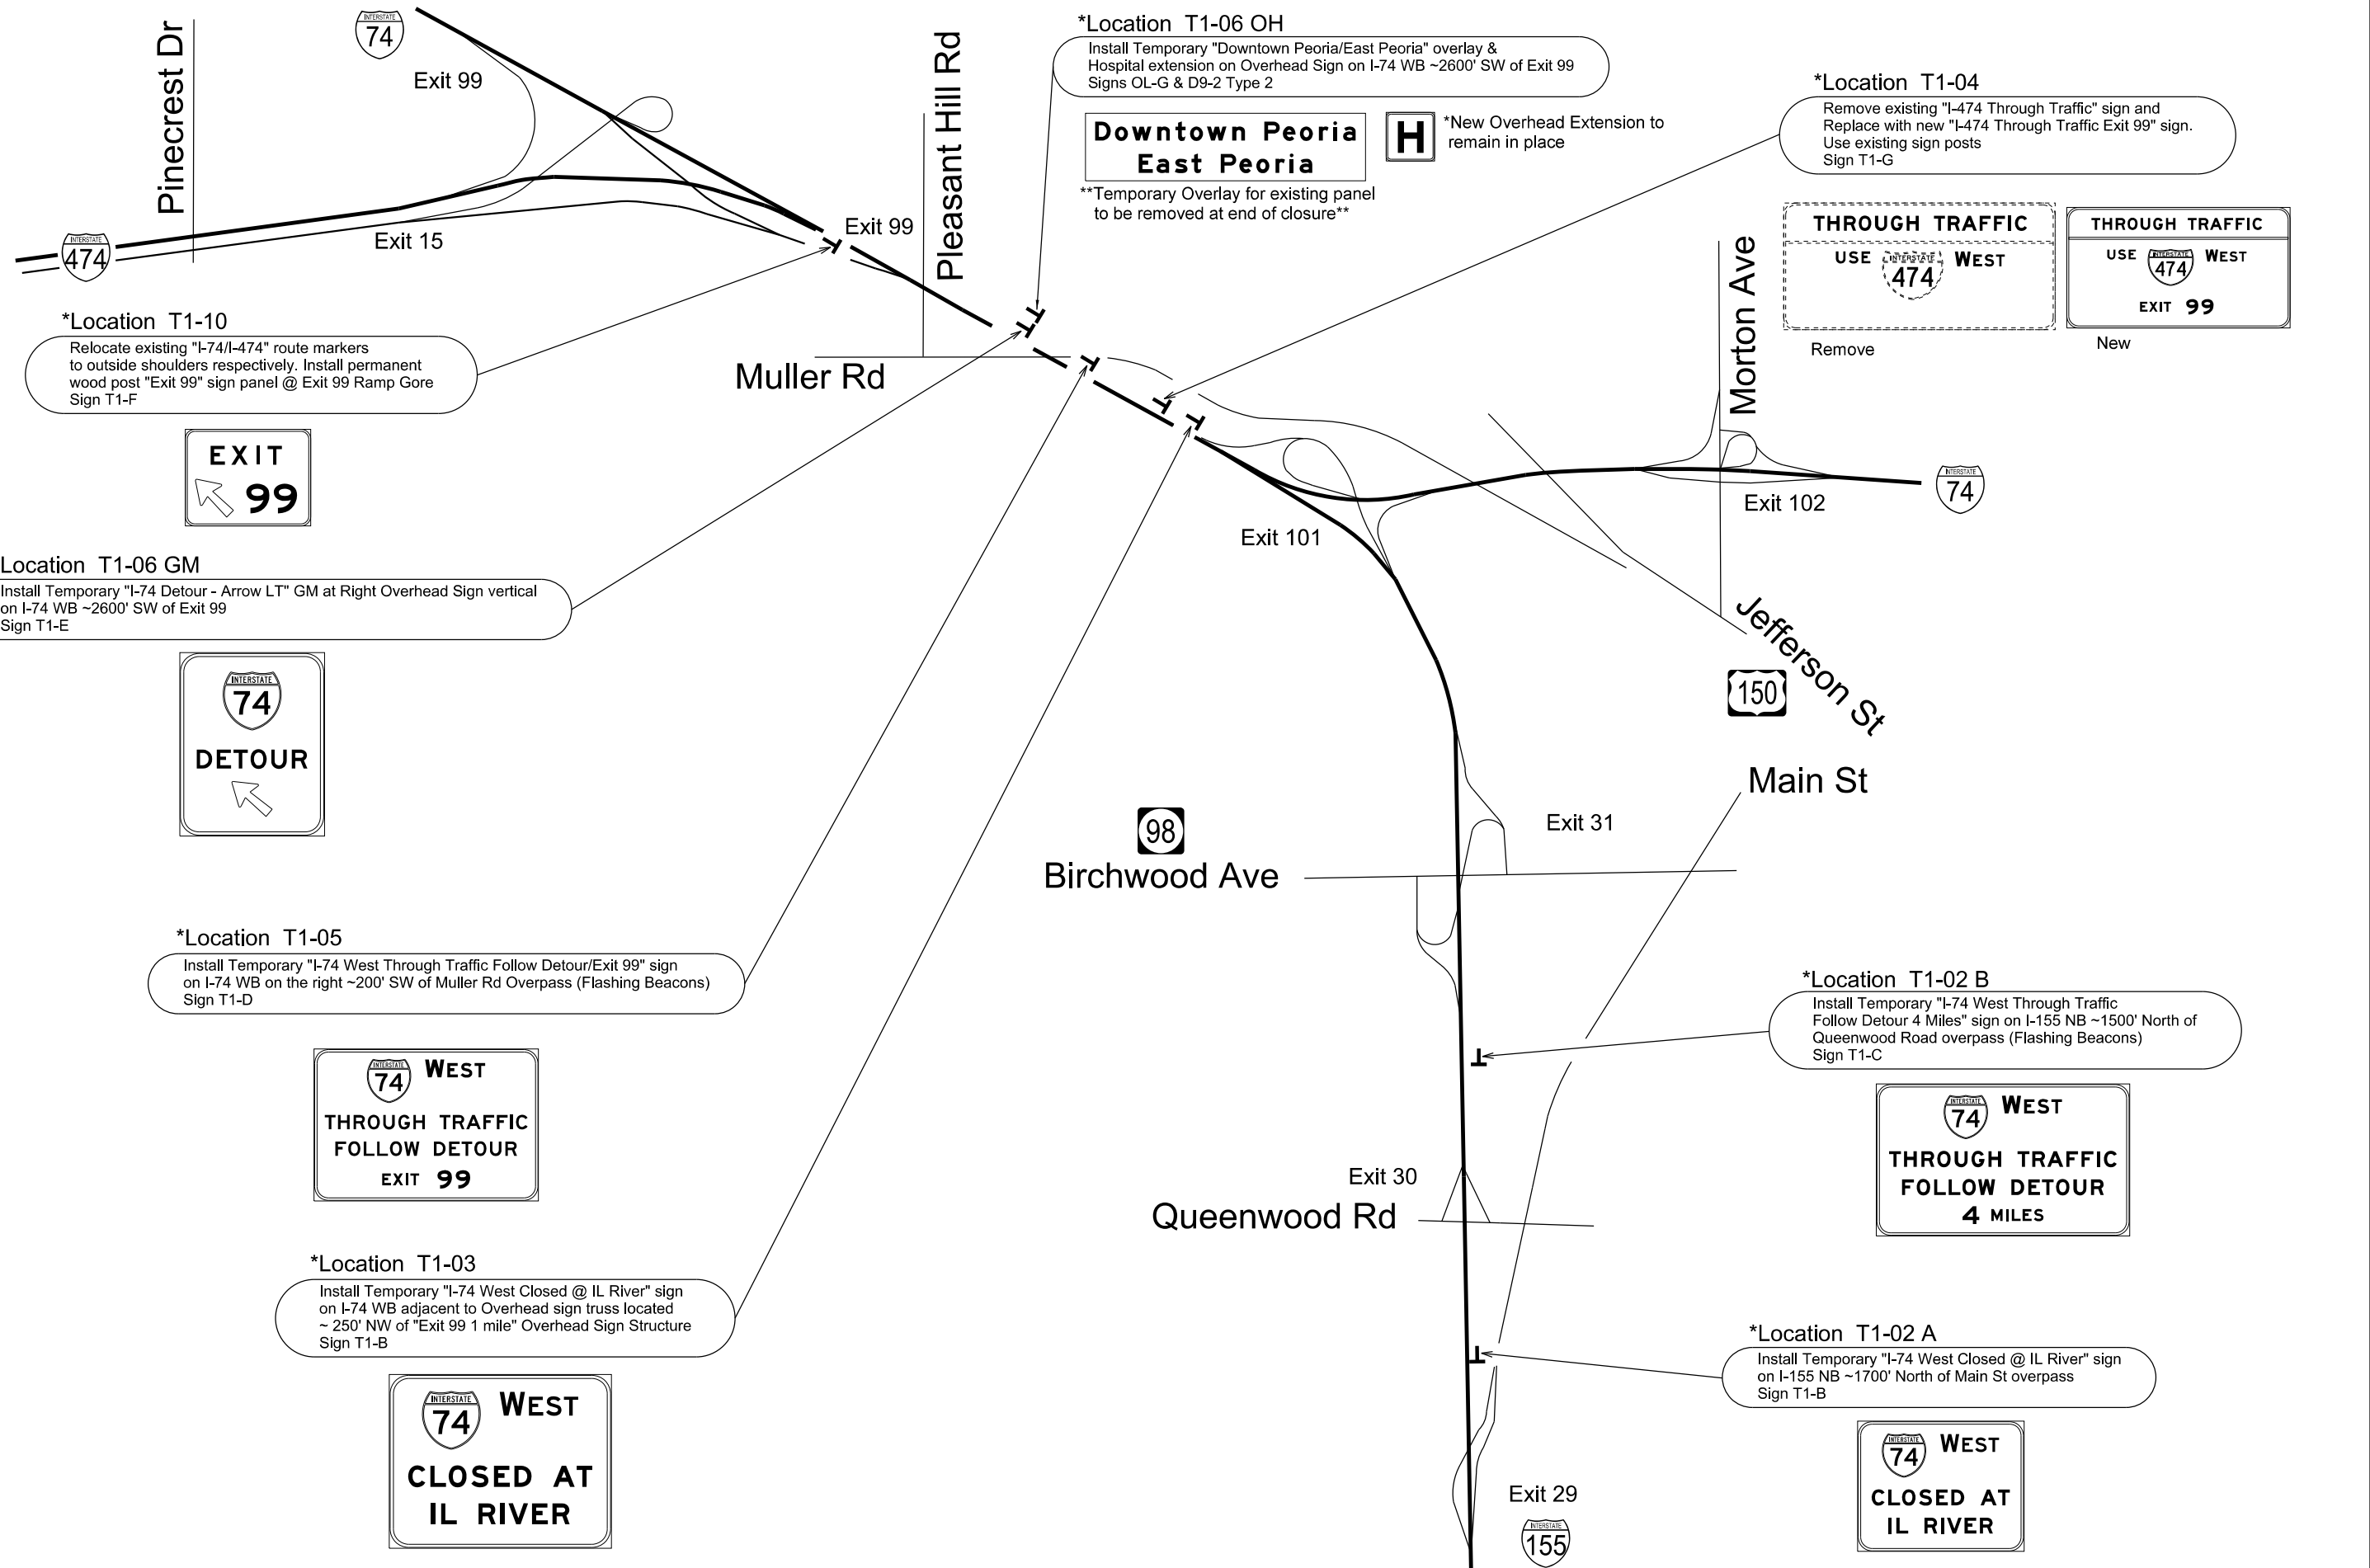 Pinecrest Dr
INTERSTATE
74
Exit 99
Pleasant Hill Rd
*Location T1-06 OH
Install Temporary "Downtown Peoria/East Peoria" overlay &
Hospital extension on Overhead Sign on I-74 WB ~2600' SW of Exit 99
Signs OL-G & D9-2 Type 2
Downtown Peoria
East Peoria
**Temporary Overlay for existing panel
to be removed at end of closure**
H
*New Overhead Extension to
remain in place
*Location T1-04
Remove existing "I-474 Through Traffic" sign and
Replace with new "I-474 Through Traffic Exit 99" sign.
Use existing sign posts
Sign T1-G
THROUGH TRAFFIC
USE INTERSTATE 474 WEST
Remove
THROUGH TRAFFIC
USE INTERSTATE 474 WEST
EXIT 99
New
Morton Ave
INTERSTATE
474
Exit 15
Exit 99
*Location T1-10
Relocate existing "I-74/I-474" route markers
to outside shoulders respectively. Install permanent
wood post "Exit 99" sign panel @ Exit 99 Ramp Gore
Sign T1-F
EXIT
99
Muller Rd
Exit 101
Exit 102
INTERSTATE
74
Location T1-06 GM
Install Temporary "I-74 Detour - Arrow LT" GM at Right Overhead Sign vertical
on I-74 WB ~2600' SW of Exit 99
Sign T1-E
INTERSTATE
74
DETOUR
Jefferson St
150
Main St
98
Birchwood Ave
Exit 31
*Location T1-05
Install Temporary "I-74 West Through Traffic Follow Detour/Exit 99" sign
on I-74 WB on the right ~200' SW of Muller Rd Overpass (Flashing Beacons)
Sign T1-D
INTERSTATE
74 WEST
THROUGH TRAFFIC
FOLLOW DETOUR
EXIT 99
*Location T1-02 B
Install Temporary "I-74 West Through Traffic
Follow Detour 4 Miles" sign on I-155 NB ~1500' North of
Queenwood Road overpass (Flashing Beacons)
Sign T1-C
INTERSTATE
74 WEST
THROUGH TRAFFIC
FOLLOW DETOUR
4 MILES
Exit 30
Queenwood Rd
*Location T1-03
Install Temporary "I-74 West Closed @ IL River" sign
on I-74 WB adjacent to Overhead sign truss located
~ 250' NW of "Exit 99 1 mile" Overhead Sign Structure
Sign T1-B
INTERSTATE
74 WEST
CLOSED AT
IL RIVER
*Location T1-02 A
Install Temporary "I-74 West Closed @ IL River" sign
on I-155 NB ~1700' North of Main St overpass
Sign T1-B
INTERSTATE
74 WEST
CLOSED AT
IL RIVER
Exit 29
INTERSTATE
155